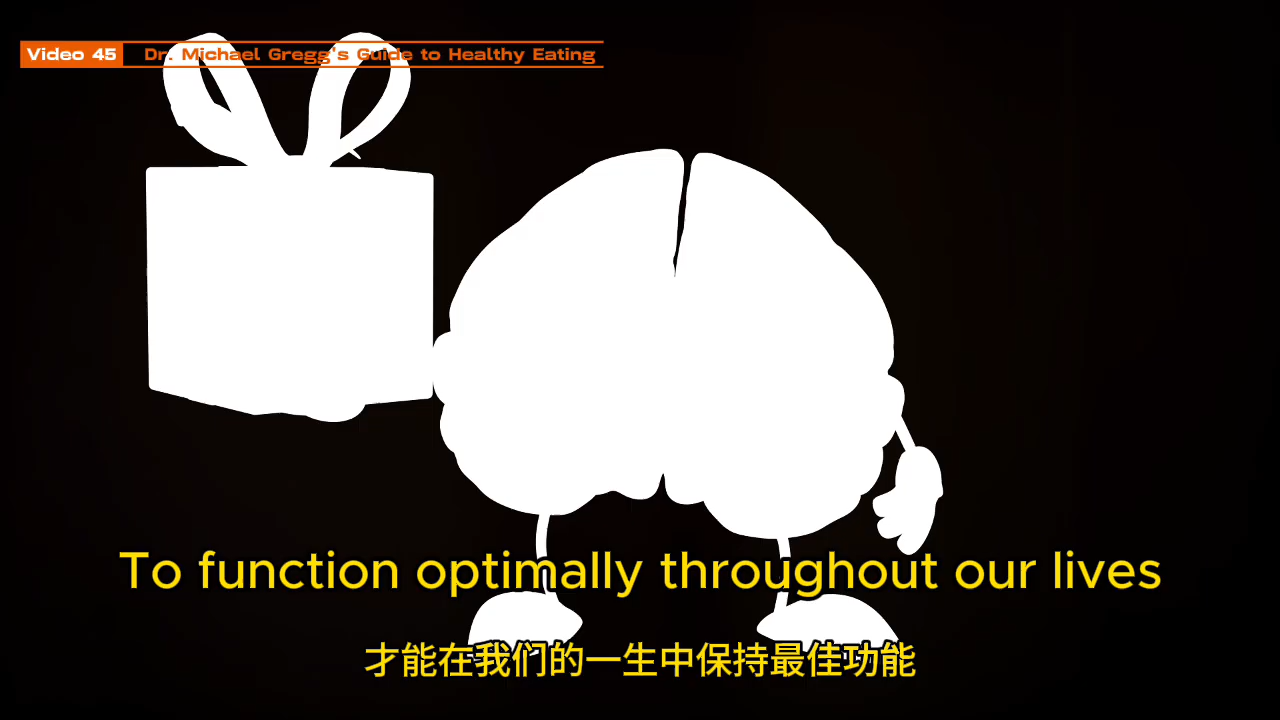 Video 45 Dr. Michael Gregg's Guide to Healthy Eating
To function optimally throughout our lives
才能在我们的一生中保持最佳功能